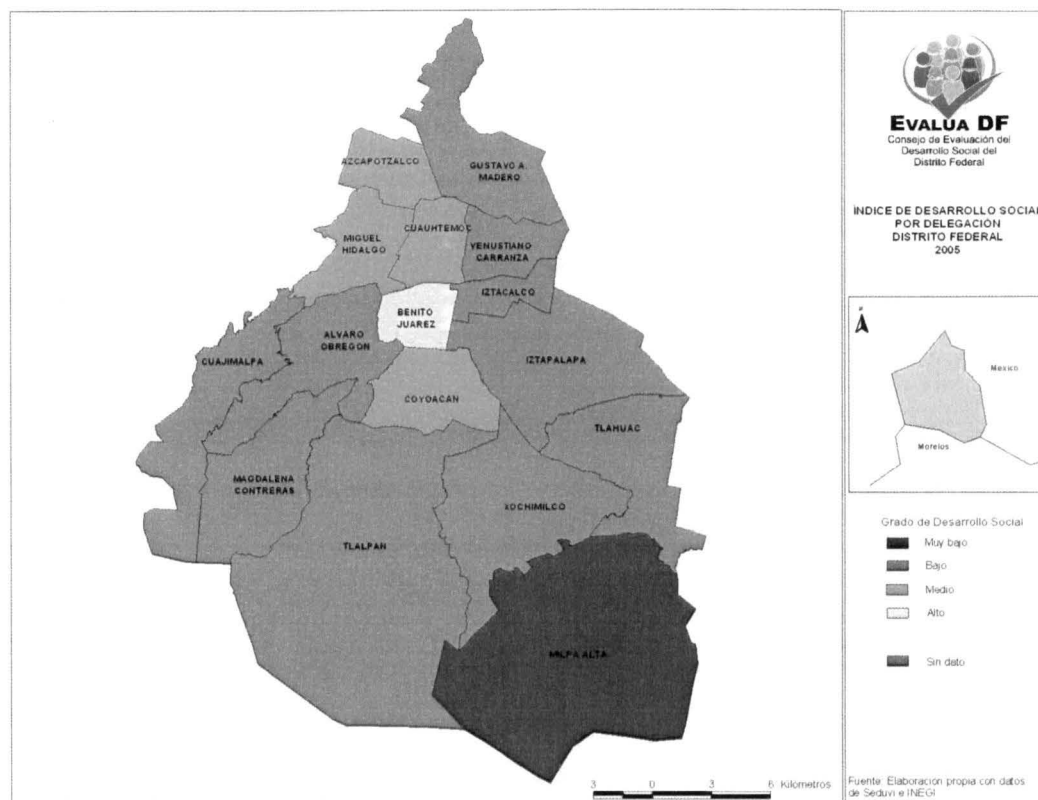 AZCAPOTZALCO
GUSTAVO A.
MADERO
MIGUEL
HIDALGO
CUAUHTEMOC
VENUSTIANO
CARRANZA
IZTACALCO
BENITO
JUAREZ
CUAJIMALPA
ALVARO
OBREGON
IZTAPALAPA
COYOACAN
TLAHUAC
MAGDALENA
CONTRERAS
XOCHIMILCO
TLALPAN
MILPA ALTA
3 0 3 6 Kilometros
EVALUA DF
Consejo de Evaluación del
Desarrollo Social del
Distrito Federal
ÍNDICE DE DESARROLLO SOCIAL
POR DELEGACIÓN
DISTRITO FEDERAL
2005
Mexico
Morelos
Grado de Desarrollo Social
Muy bajo
Bajo
Medio
Alto
Sin dato
Fuente: Elaboracion propia con datos
de Seduvi e INEGI